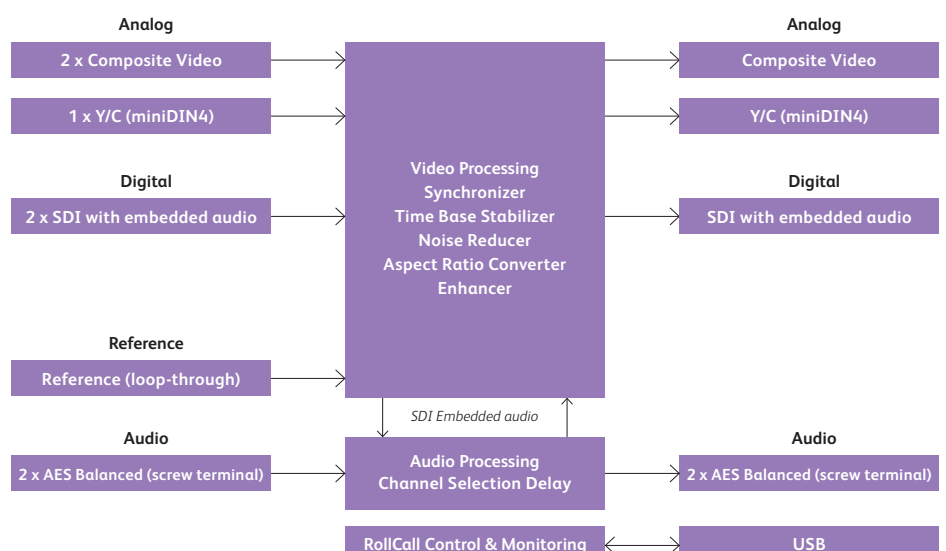 Analog
2 x Composite Video
1 x Y/C (miniDIN4)
Digital
2 x SDI with embedded audio
Reference
Reference (loop-through)
Audio
2 x AES Balanced (screw terminal)
Video Processing
Synchronizer
Time Base Stabilizer
Noise Reducer
Aspect Ratio Converter
Enhancer
SDI Embedded audio
Audio Processing
Channel Selection Delay
RollCall Control & Monitoring
Analog
Composite Video
Y/C (miniDIN4)
Digital
SDI with embedded audio
Audio
2 x AES Balanced (screw terminal)
USB